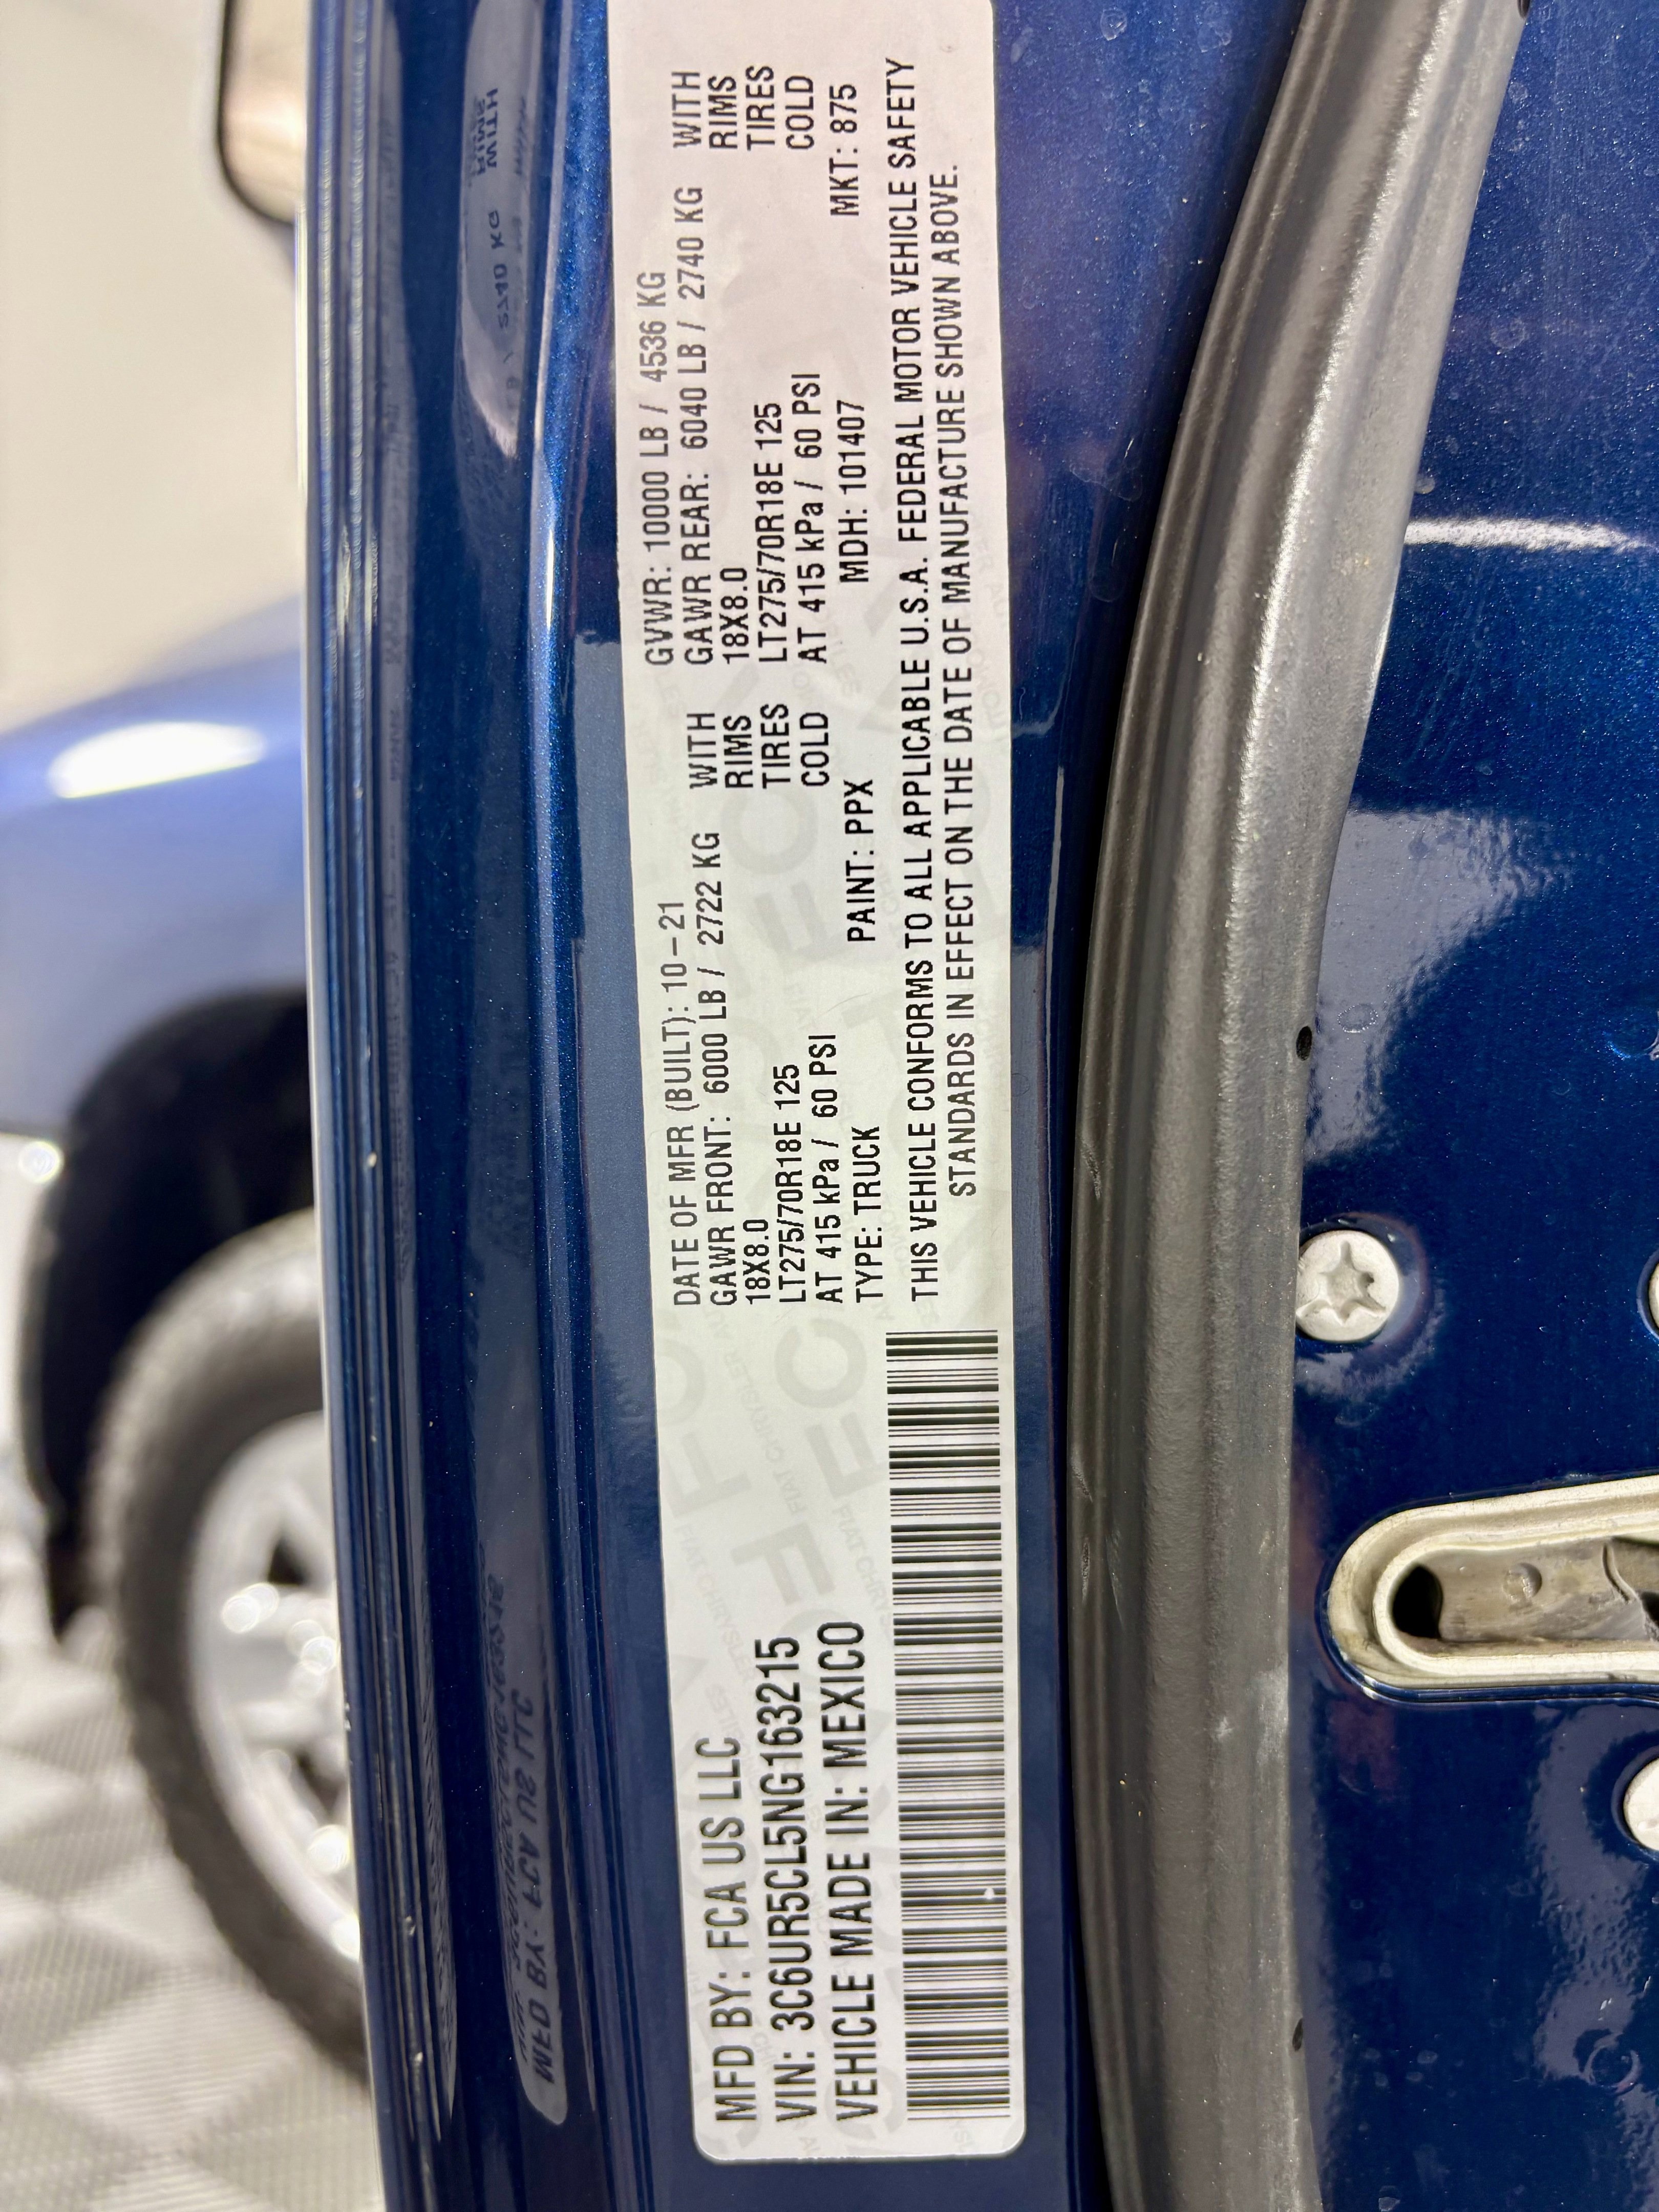 MFD BY: FCA US LLC
VIN: 3C6UR5CL5NG163215
VEHICLE MADE IN: MEXICO
DATE OF MFR (BUILT): 10-21 GVWR: 10000 LB / 4536 KG
GAWR FRONT: 6000 LB / 2722 KG WITH GAWR REAR: 6040 LB / 2740 KG WITH
18X8.0 RIMS 18X8.0 RIMS
LT275/70R18E 125 TIRES LT275/70R18E 125 TIRES
AT 415 kPa / 60 PSI COLD AT 415 kPa / 60 PSI COLD
TYPE: TRUCK PAINT: PPX MDH: 101407 MKT: 875
THIS VEHICLE CONFORMS TO ALL APPLICABLE U.S.A. FEDERAL MOTOR VEHICLE SAFETY
STANDARDS IN EFFECT ON THE DATE OF MANUFACTURE SHOWN ABOVE.